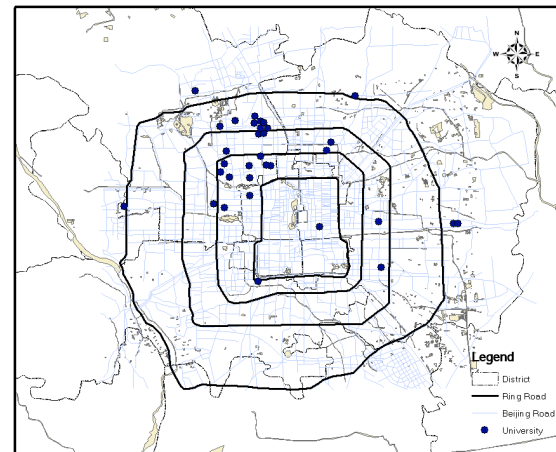 N
W E
S
Legend
District
Ring Road
Beijing Road
University